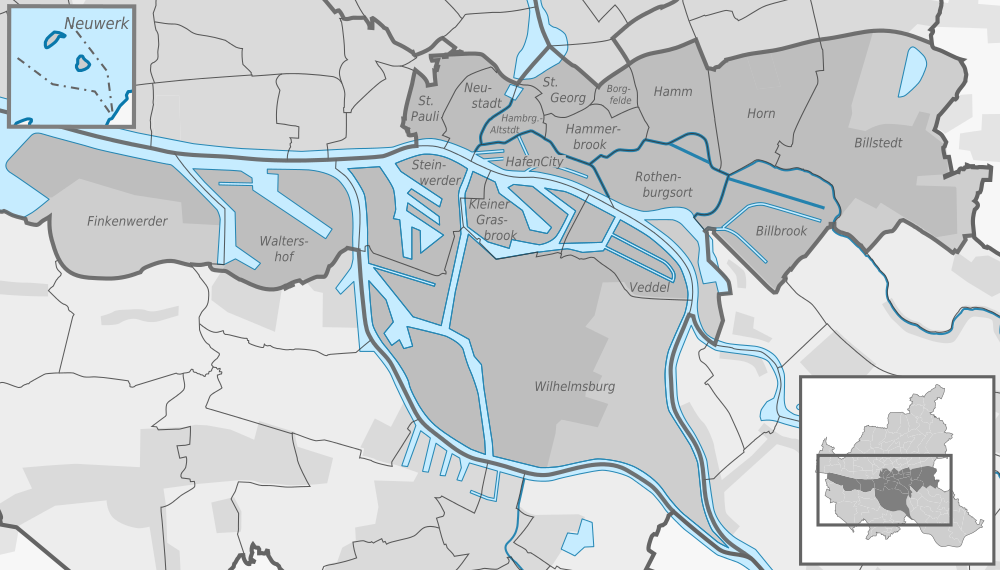 Neuwerk
St.
Pauli
Neu-
stadt
St.
Georg
Borg-
felde
Hamm
Horn
Billstedt
Hambrg.-
Altstdt.
Hammer-
brook
HafenCity
Stein-
werder
Rothen-
burgsort
Kleiner
Gras-
brook
Billbrook
Finkenwerder
Walters-
hof
Veddel
Wilhelmsburg